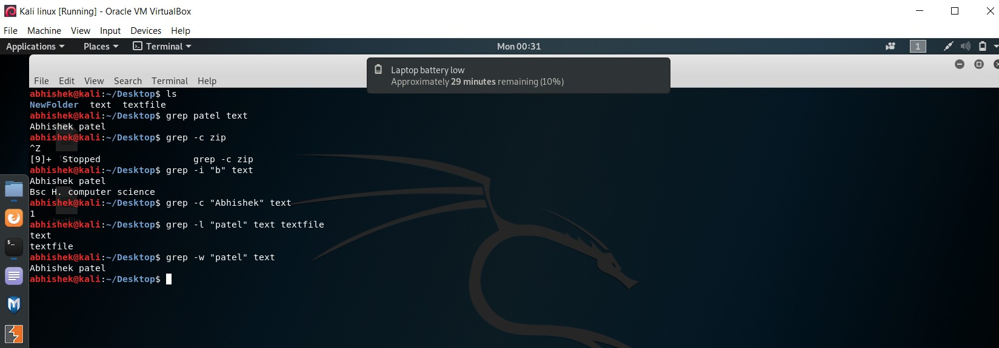 Kali linux [Running] - Oracle VM VirtualBox
File Machine View Input Devices Help
Applications Places Terminal Mon 00:31 1
Laptop battery low
Approximately 29 minutes remaining (10%)
File Edit View Search Terminal Help
abhishek@kali:~/Desktop$ ls
NewFolder text textfile
abhishek@kali:~/Desktop$ grep patel text
Abhishek patel
abhishek@kali:~/Desktop$ grep -c zip
^Z
[9]+ Stopped grep -c zip
abhishek@kali:~/Desktop$ grep -i "b" text
Abhishek patel
Bsc H. computer science
abhishek@kali:~/Desktop$ grep -c "Abhishek" text
1
textfile
abhishek@kali:~/Desktop$ grep -l "patel" text textfile
text
textfile
abhishek@kali:~/Desktop$ grep -w "patel" text
Abhishek patel
abhishek@kali:~/Desktop$
$_